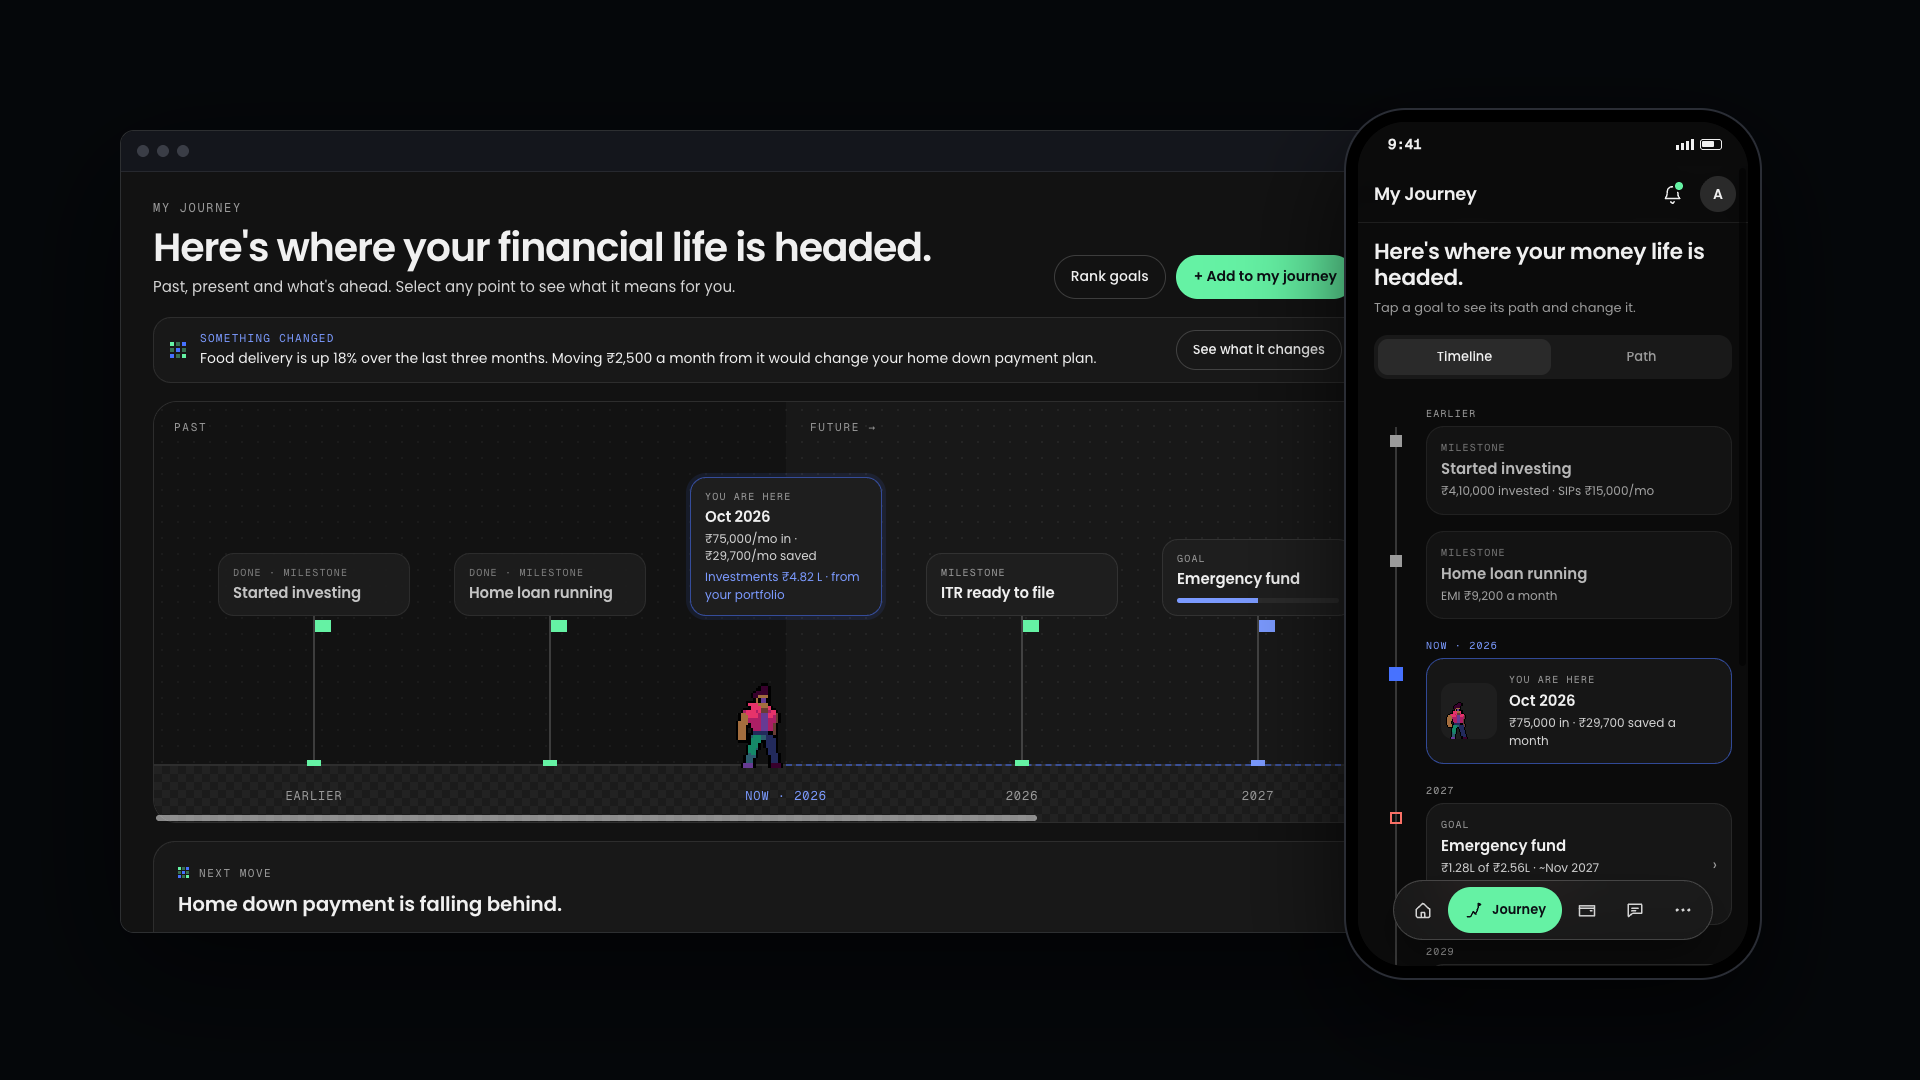 MY JOURNEY
Here's where your financial life is headed.
Past, present and what's ahead. Select any point to see what it means for you.
Rank goals
+ Add to my journey
SOMETHING CHANGED
Food delivery is up 18% over the last three months. Moving ₹2,500 a month from it would change your home down payment plan.
See what it changes
PAST
FUTURE →
DONE · MILESTONE
Started investing
DONE · MILESTONE
Home loan running
YOU ARE HERE
Oct 2026
₹75,000/mo in ·
₹29,700/mo saved
Investments ₹4.82 L · from
your portfolio
MILESTONE
ITR ready to file
GOAL
Emergency fund
EARLIER
NOW · 2026
2026
2027
NEXT MOVE
Home down payment is falling behind.
9:41
My Journey
A
Here's where your money life is
headed.
Tap a goal to see its path and change it.
Timeline
Path
EARLIER
MILESTONE
Started investing
₹4,10,000 invested · SIPs ₹15,000/mo
MILESTONE
Home loan running
EMI ₹9,200 a month
NOW · 2026
YOU ARE HERE
Oct 2026
₹75,000 in · ₹29,700 saved a
month
2027
GOAL
Emergency fund
₹1.28L of ₹2.56L · ~Nov 2027
›
Journey
2029